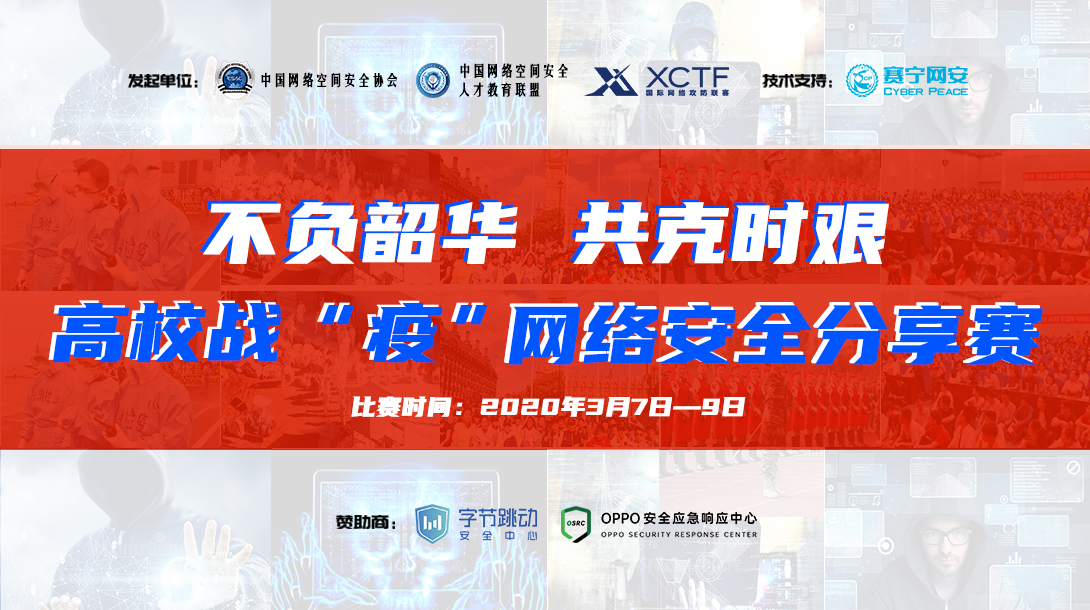 发起单位： CSAC 中国网络空间安全协会 中国网络空间安全人才教育联盟 XCTF 国际网络攻防联赛 技术支持： CP 赛宁网安 CYBER PEACE
不负韶华 共克时艰
高校战“疫”网络安全分享赛
比赛时间：2020年3月7日—9日
赞助商： 字节跳动 安全中心 OSRC OPPO 安全应急响应中心 OPPO SECURITY RESPONSE CENTER